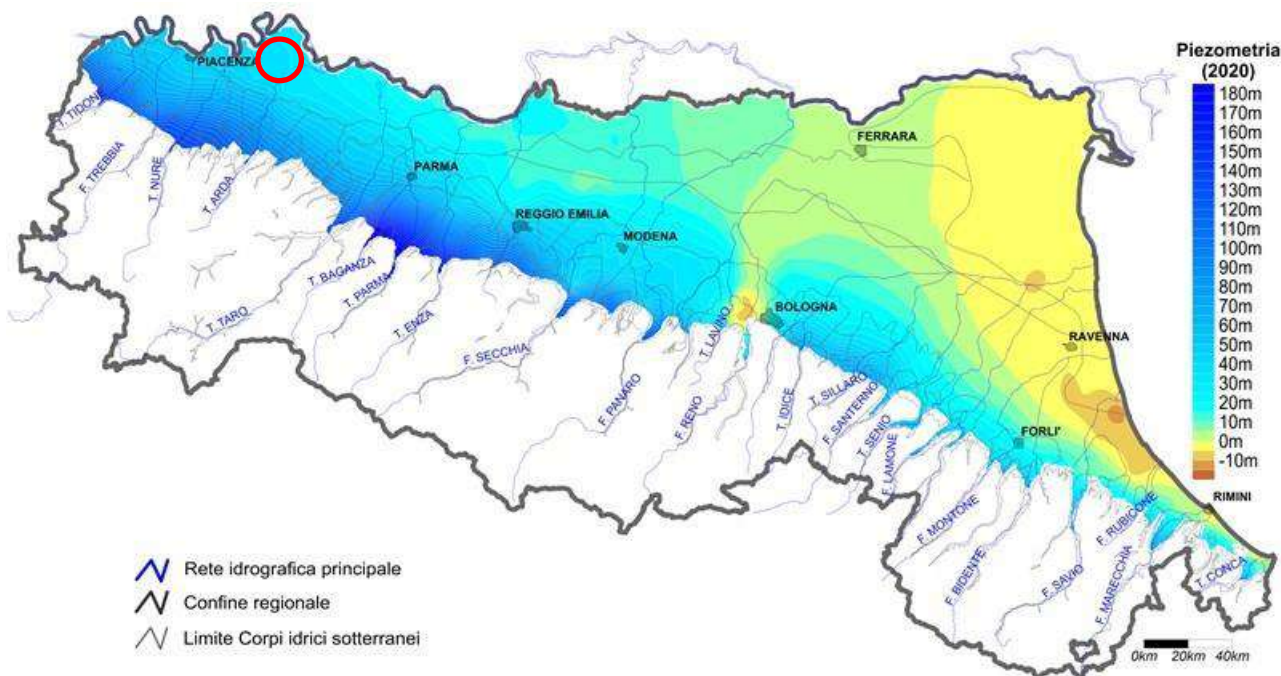 Piezometria
(2020)
180m
170m
160m
150m
140m
130m
120m
110m
100m
90m
80m
70m
60m
50m
40m
30m
20m
10m
0m
-10m
PIACENZA
T. TIDONE
F. TREBBIA
T. NURE
T. ARDA
PARMA
REGGIO EMILIA
MODENA
FERRARA
BOLOGNA
RAVENNA
FORLI'
RIMINI
T. TARO
T. BAGANZA
T. PARMA
T. ENZA
F. SECCHIA
F. PANARO
F. RENO
T. LAVINO
T. IDICE
T. SILLARO
F. SANTERNO
T. SENIO
F. LAMONE
F. MONTONE
F. BIDENTE
F. SAVIO
F. RUBICONE
F. MARECCHIA
T. CONCA
Rete idrografica principale
Confine regionale
Limite Corpi idrici sotterranei
0km 20km 40km